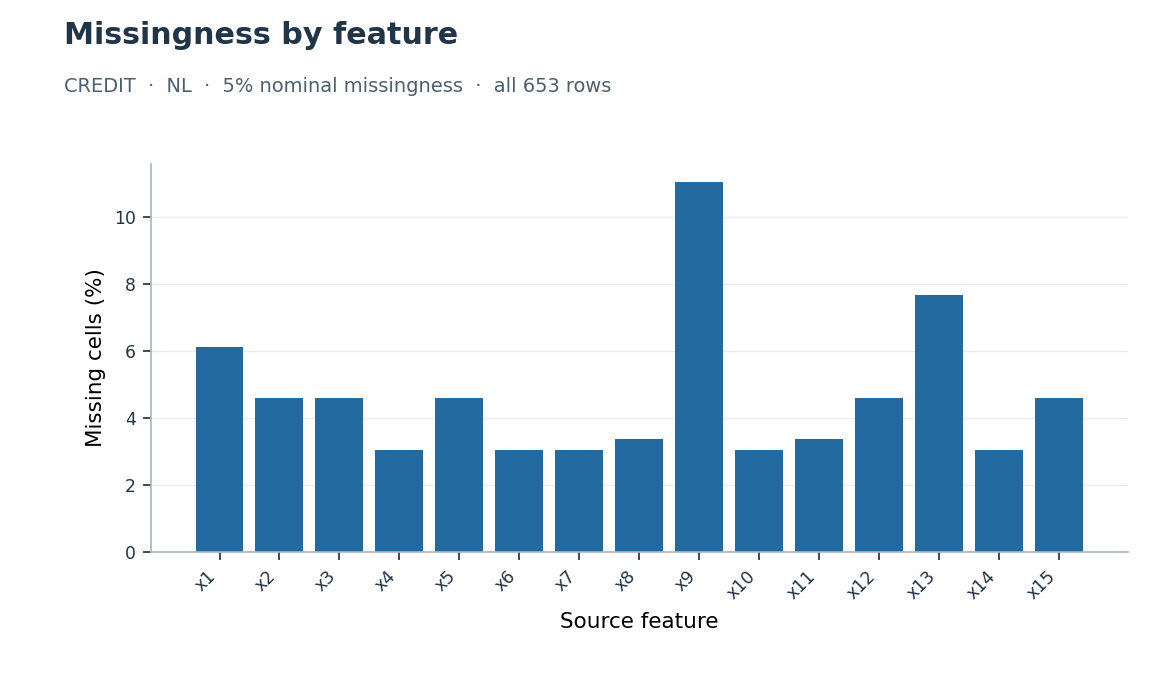 Missingness by feature
CREDIT · NL · 5% nominal missingness · all 653 rows
10
8
6
4
2
0
Missing cells (%)
x1 x2 x3 x4 x5 x6 x7 x8 x9 x10 x11 x12 x13 x14 x15
Source feature